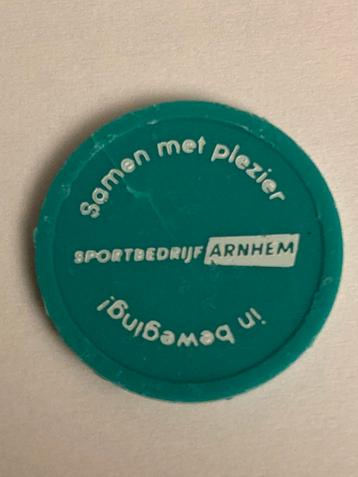 Samen met plezier
SPORTBEDRIJF ARNHEM
in beweging!